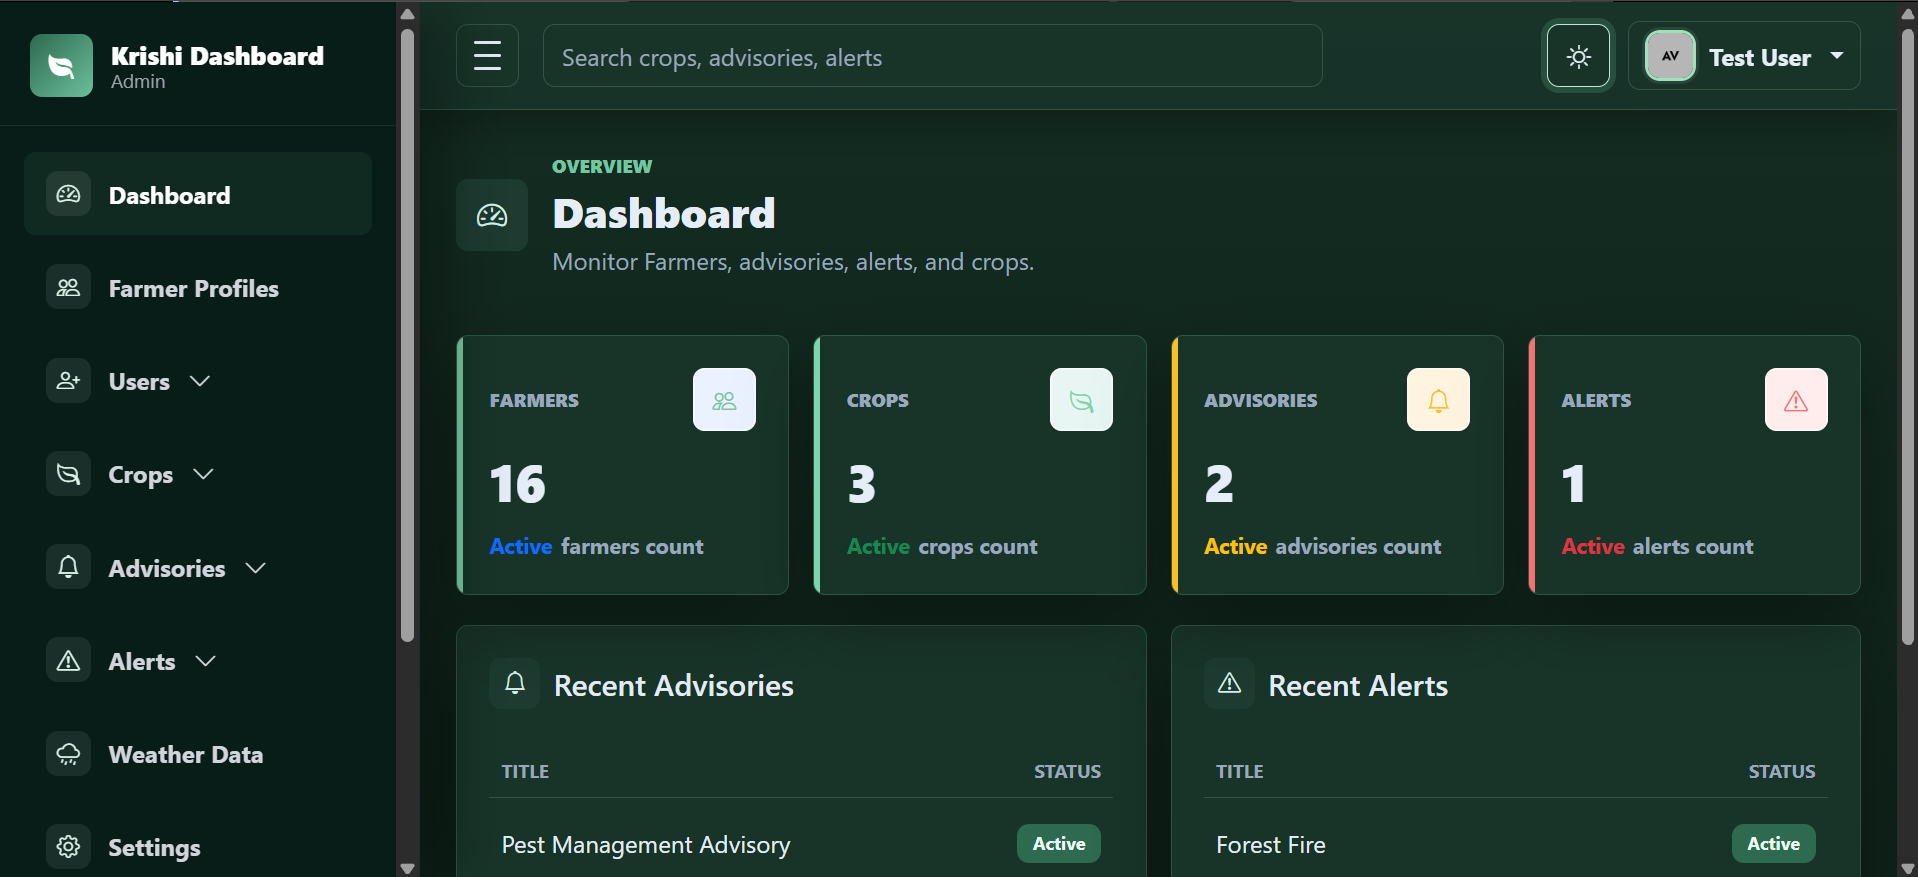 Krishi Dashboard
Admin
Search crops, advisories, alerts
AV
Test User
Dashboard
Farmer Profiles
Users
Crops
Advisories
Alerts
Weather Data
Settings
OVERVIEW
Dashboard
Monitor Farmers, advisories, alerts, and crops.
FARMERS
16
Active farmers count
CROPS
3
Active crops count
ADVISORIES
2
Active advisories count
ALERTS
1
Active alerts count
Recent Advisories
TITLE STATUS
Pest Management Advisory Active
Recent Alerts
TITLE STATUS
Forest Fire Active